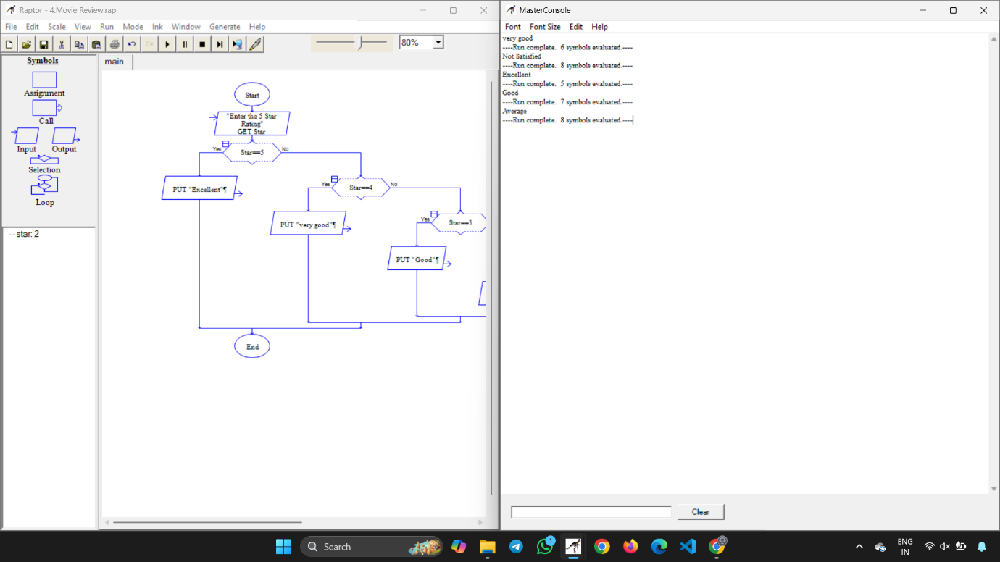 Raptor - 4.Movie Review.rap
File Edit Scale View Run Mode Ink Window Generate Help
80%
Symbols
Assignment
Call
Input Output
Selection
Loop
star: 2
main
Start
"Enter the 5 Star
Rating"
GET Star
Yes Star==5 No
PUT "Excellent"¶
Yes Star==4 No
PUT "very good"¶
Yes Star==3
PUT "Good"¶
End
MasterConsole
Font Font Size Edit Help
very good
----Run complete. 6 symbols evaluated.----
Not Satisfied
----Run complete. 8 symbols evaluated.----
Excellent
----Run complete. 5 symbols evaluated.----
Good
----Run complete. 7 symbols evaluated.----
Average
----Run complete. 8 symbols evaluated.----
Clear
Search
1
ENG
IN